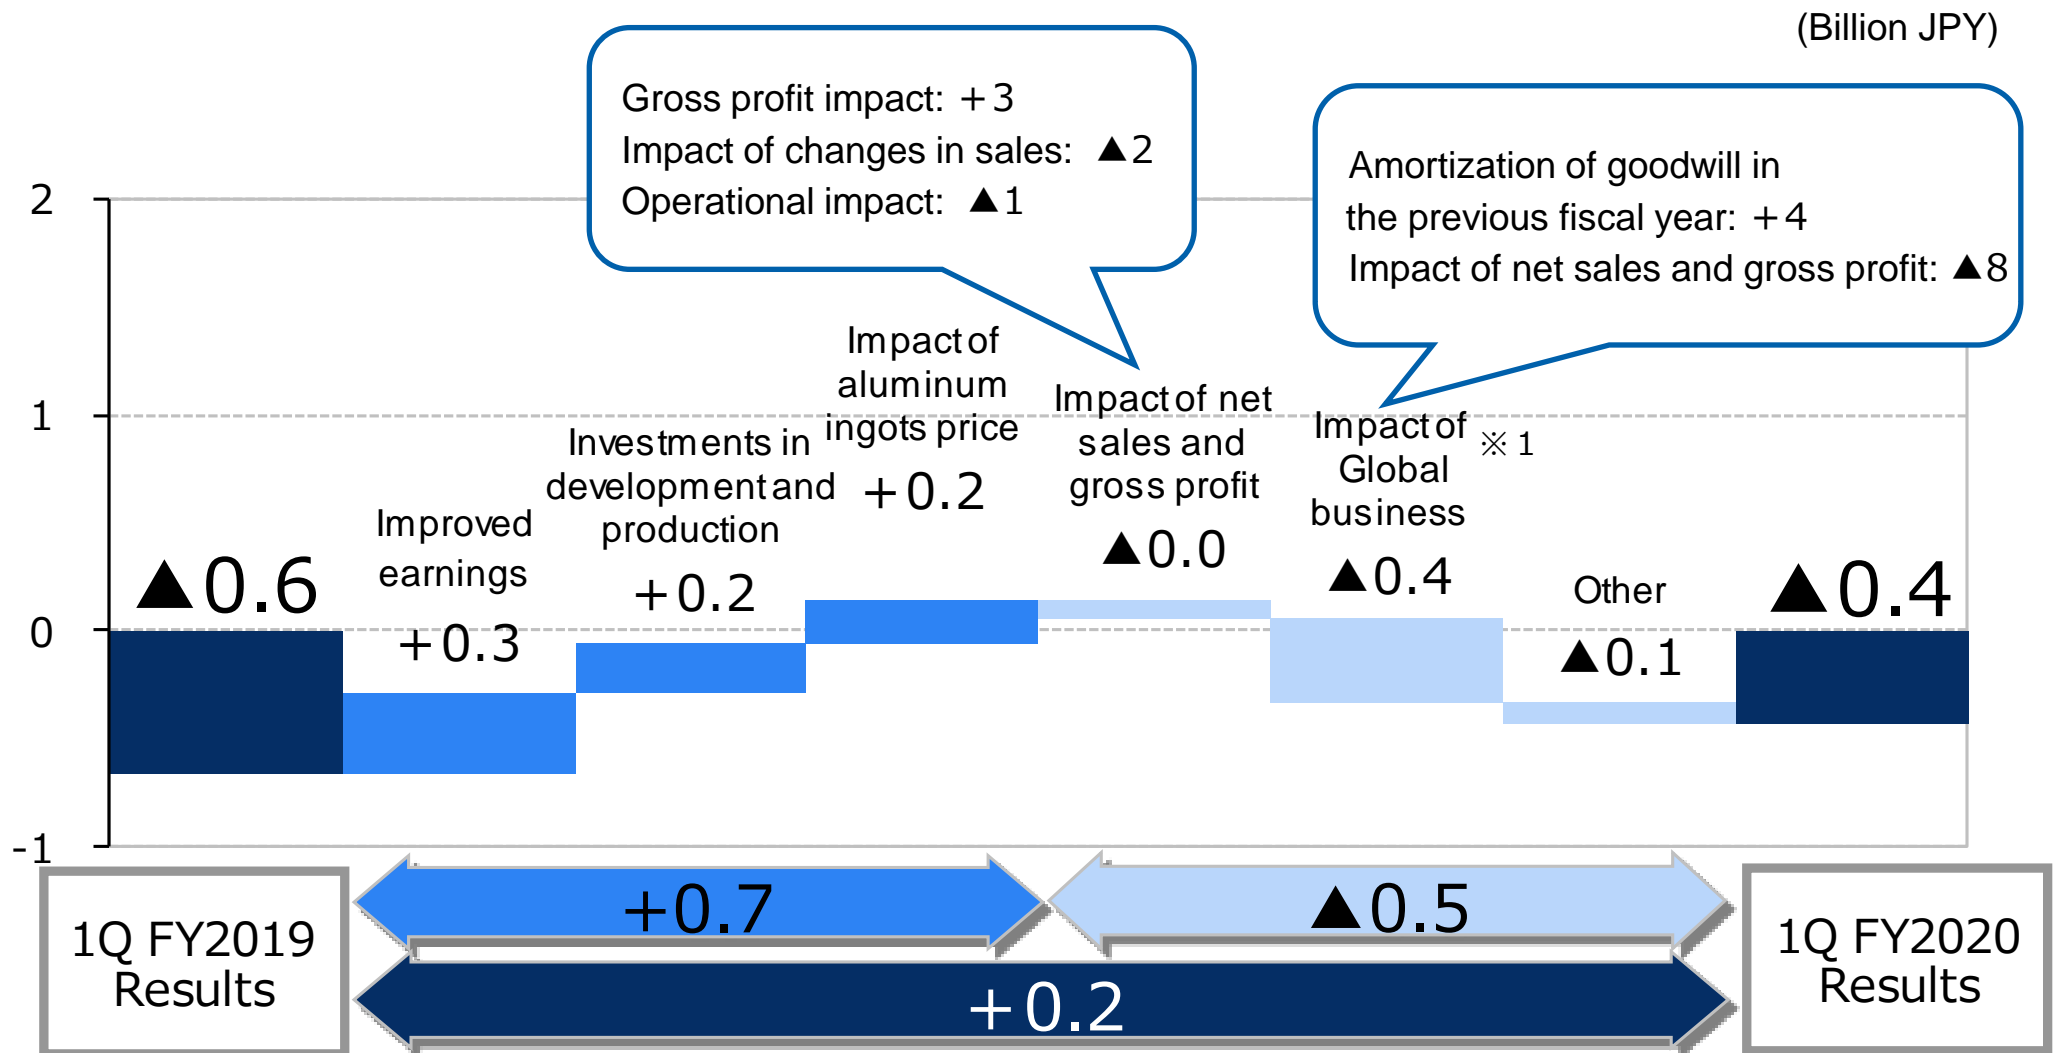 (Billion JPY)
Gross profit impact: +3
Impact of changes in sales: ▲2
Operational impact: ▲1
Amortization of goodwill in
the previous fiscal year: +4
Impact of net sales and gross profit: ▲8
2
1
0
-1
▲0.6
Improved
earnings
+0.3
Investments in
development and
production
+0.2
Impact of
aluminum
ingots price
+0.2
Impact of net
sales and
gross profit
▲0.0
Impact of ※1
Global
business
▲0.4
Other
▲0.1
▲0.4
1Q FY2019
Results
+0.7
▲0.5
+0.2
1Q FY2020
Results